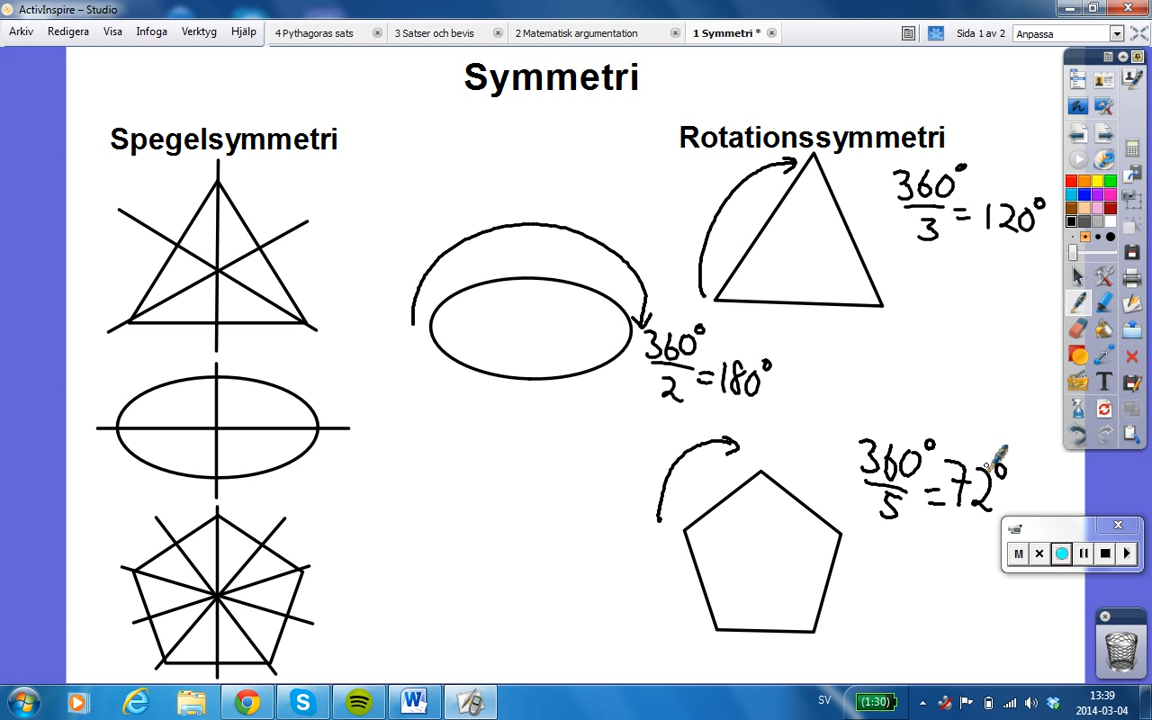 ActivInspire – Studio
Arkiv Redigera Visa Infoga Verktyg Hjälp
4 Pythagoras sats 3 Satser och bevis 2 Matematisk argumentation 1 Symmetri *
Sida 1 av 2 Anpassa
Symmetri
Spegelsymmetri
Rotationssymmetri
360°/3 = 120°
360°/2 = 180°
360°/5 = 72°
M
SV (1:30) 13:39
2014-03-04